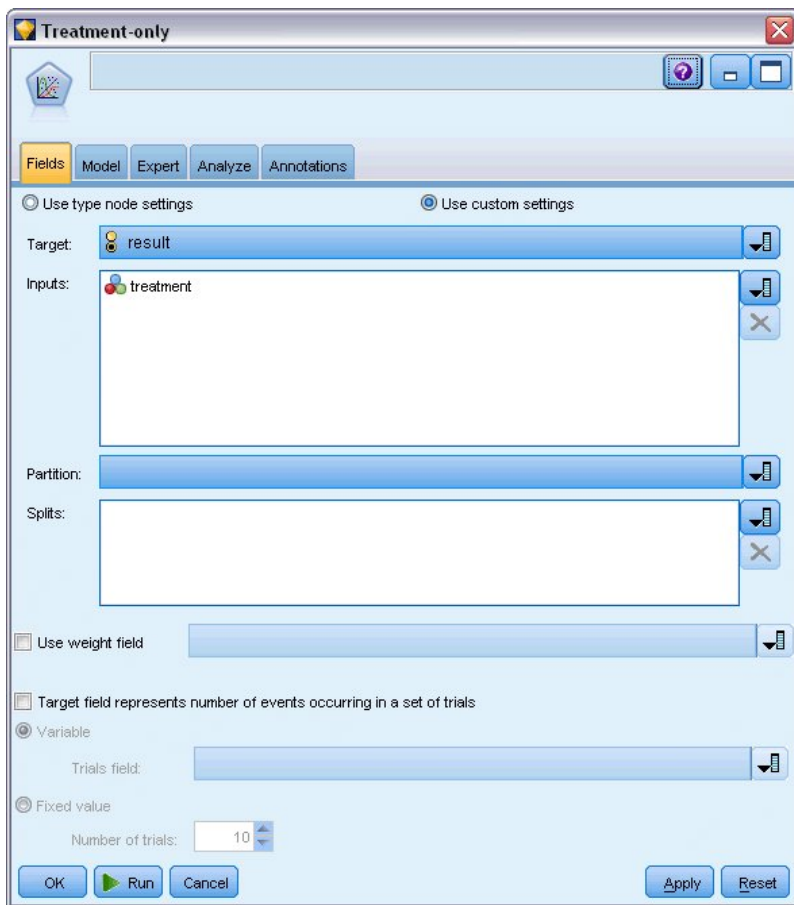 Treatment-only
?
Fields Model Expert Analyze Annotations
Use type node settings Use custom settings
Target: result
Inputs: treatment
Partition:
Splits:
Use weight field
Target field represents number of events occurring in a set of trials
Variable
Trials field:
Fixed value
Number of trials: 10
OK Run Cancel Apply Reset